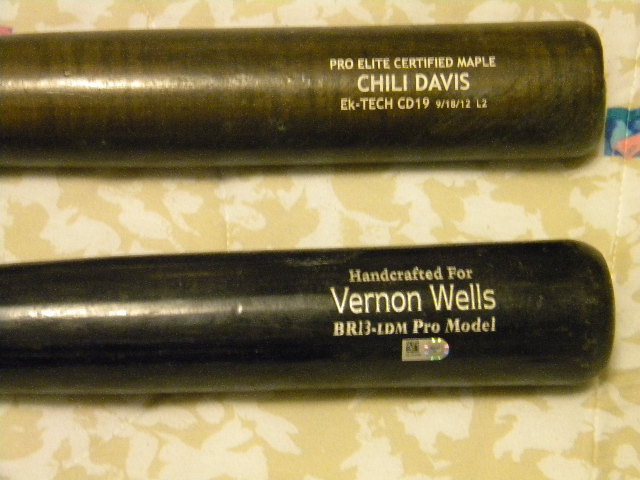 PRO ELITE CERTIFIED MAPLE
CHILI DAVIS
Ek-TECH CD19 9/18/12 L2
Handcrafted For
Vernon Wells
BR13-LDM Pro Model